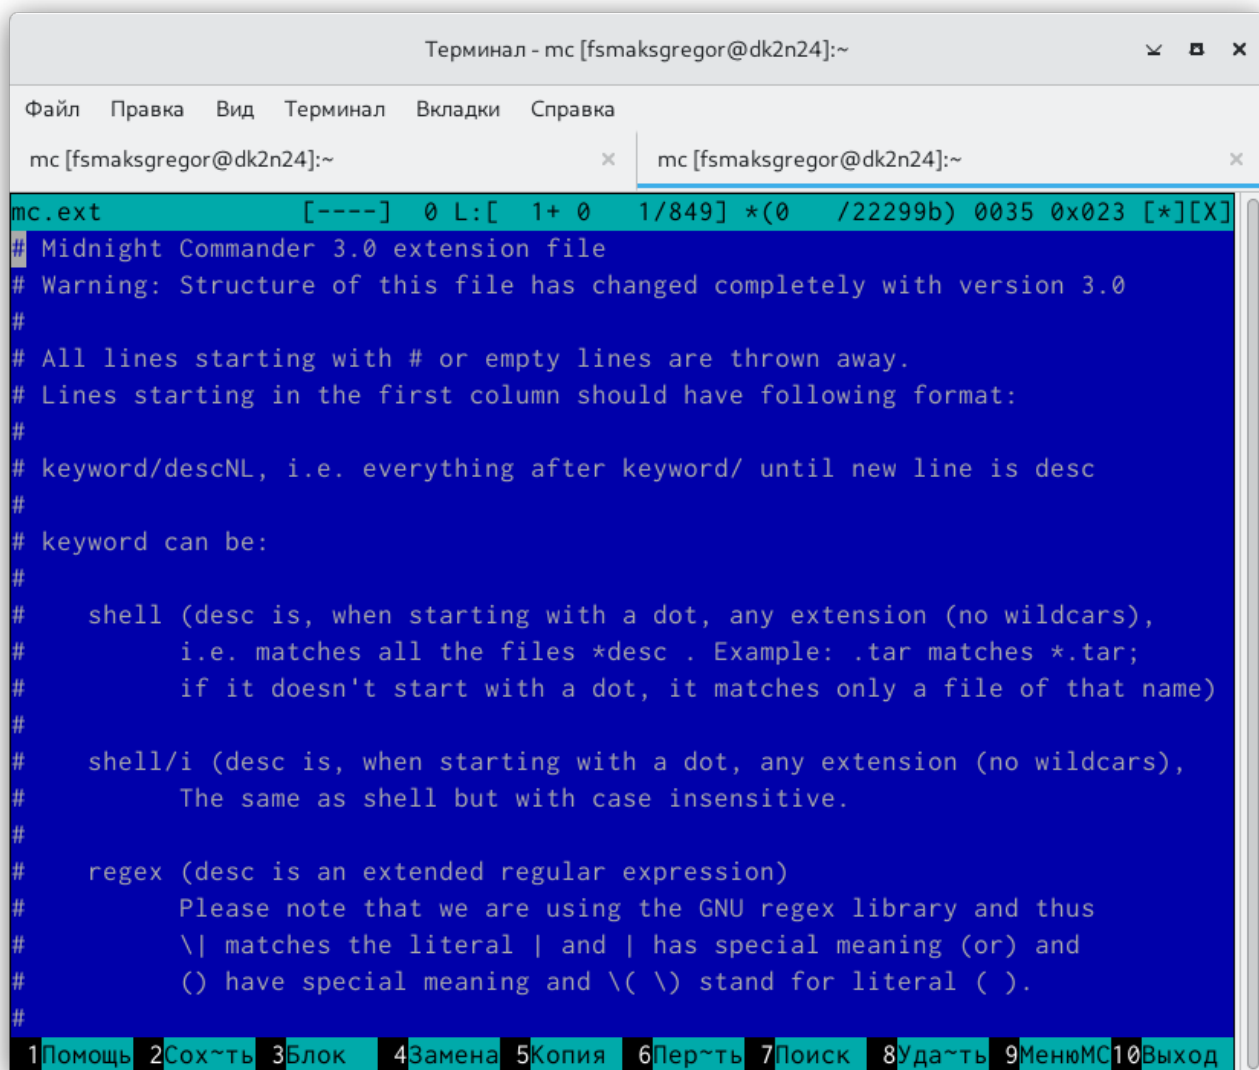 Терминал - mc [fsmaksgregor@dk2n24]:~
Файл Правка Вид Терминал Вкладки Справка
mc [fsmaksgregor@dk2n24]:~ mc [fsmaksgregor@dk2n24]:~
mc.ext [----] 0 L:[ 1+ 0 1/849] *(0 /22299b) 0035 0x023 [*][X]
# Midnight Commander 3.0 extension file
# Warning: Structure of this file has changed completely with version 3.0
#
# All lines starting with # or empty lines are thrown away.
# Lines starting in the first column should have following format:
#
# keyword/descNL, i.e. everything after keyword/ until new line is desc
#
# keyword can be:
#
# shell (desc is, when starting with a dot, any extension (no wildcars),
# i.e. matches all the files *desc . Example: .tar matches *.tar;
# if it doesn't start with a dot, it matches only a file of that name)
#
# shell/i (desc is, when starting with a dot, any extension (no wildcars),
# The same as shell but with case insensitive.
#
# regex (desc is an extended regular expression)
# Please note that we are using the GNU regex library and thus
# \| matches the literal | and | has special meaning (or) and
# () have special meaning and \( \) stand for literal ( ).
#
1Помощь 2Сох~ть 3Блок 4Замена 5Копия 6Пер~ть 7Поиск 8Уда~ть 9МенюМС10Выход